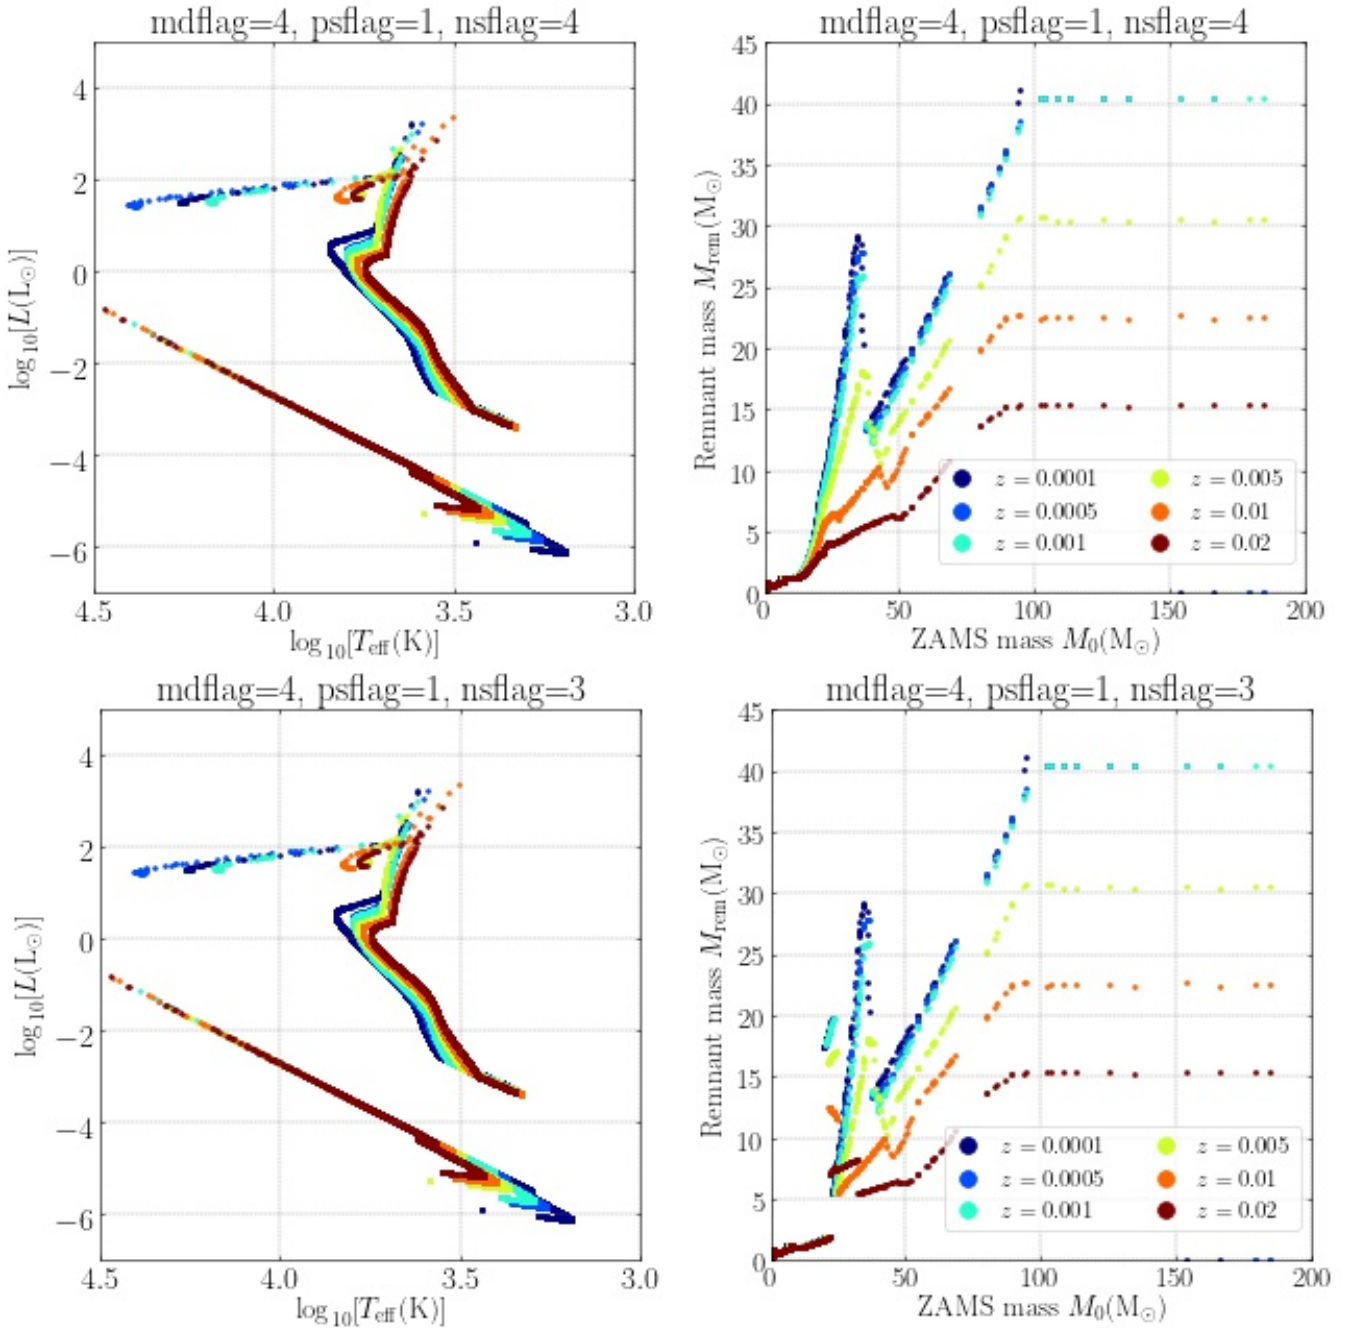 mdflag=4, psflag=1, nsflag=4
4
2
0
−2
−4
−6
log₁₀[L(L⊙)]
4.5 4.0 3.5 3.0
log₁₀[T_eff(K)]
mdflag=4, psflag=1, nsflag=4
45
40
35
30
25
20
15
10
5
0
Remnant mass M_rem(M⊙)
z = 0.0001
z = 0.0005
z = 0.001
z = 0.005
z = 0.01
z = 0.02
0 50 100 150 200
ZAMS mass M₀(M⊙)
mdflag=4, psflag=1, nsflag=3
4
2
0
−2
−4
−6
log₁₀[L(L⊙)]
4.5 4.0 3.5 3.0
log₁₀[T_eff(K)]
mdflag=4, psflag=1, nsflag=3
45
40
35
30
25
20
15
10
5
0
Remnant mass M_rem(M⊙)
z = 0.0001
z = 0.0005
z = 0.001
z = 0.005
z = 0.01
z = 0.02
0 50 100 150 200
ZAMS mass M₀(M⊙)